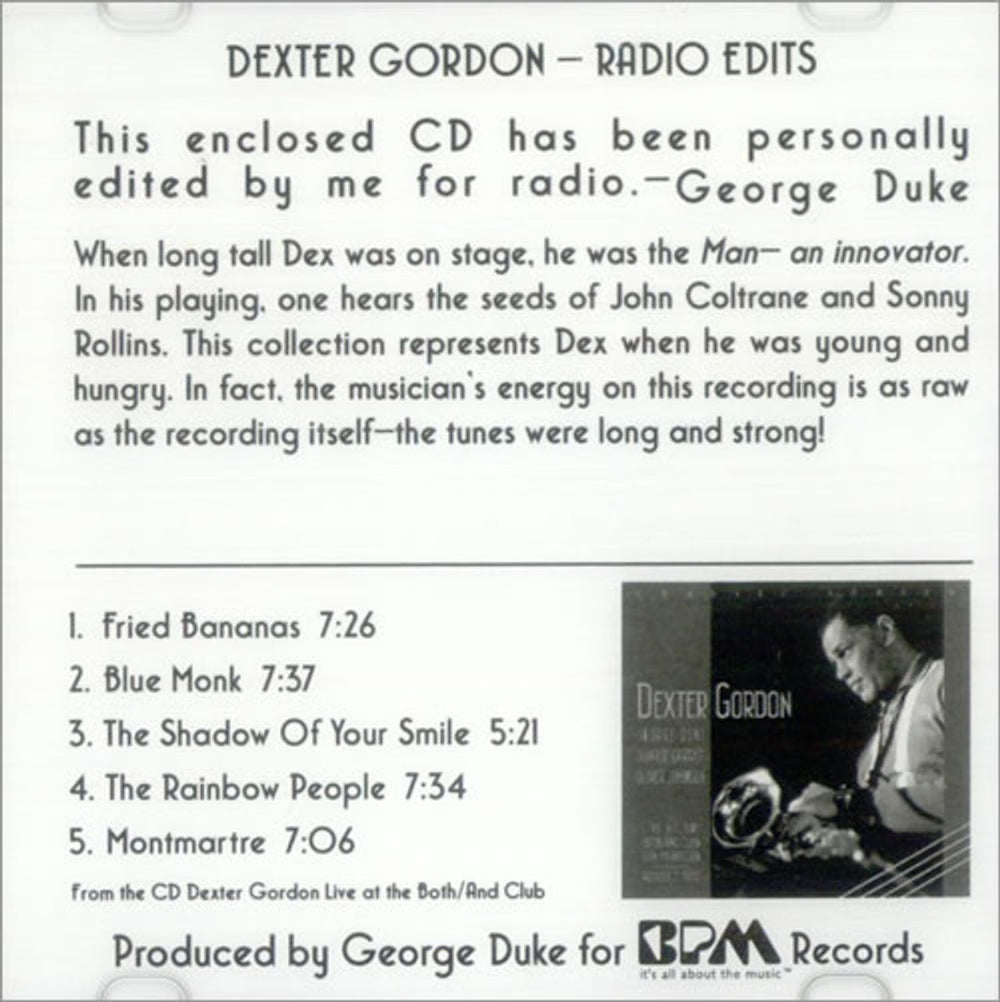 DEXTER GORDON – RADIO EDITS
This enclosed CD has been personally
edited by me for radio.–George Duke
When long tall Dex was on stage, he was the Man– an innovator.
In his playing, one hears the seeds of John Coltrane and Sonny
Rollins. This collection represents Dex when he was young and
hungry. In fact, the musician's energy on this recording is as raw
as the recording itself–the tunes were long and strong!
1. Fried Bananas 7:26
2. Blue Monk 7:37
3. The Shadow Of Your Smile 5:21
4. The Rainbow People 7:34
5. Montmartre 7:06
From the CD Dexter Gordon Live at the Both/And Club
DEXTER GORDON
Produced by George Duke for BPM Records
it's all about the music™